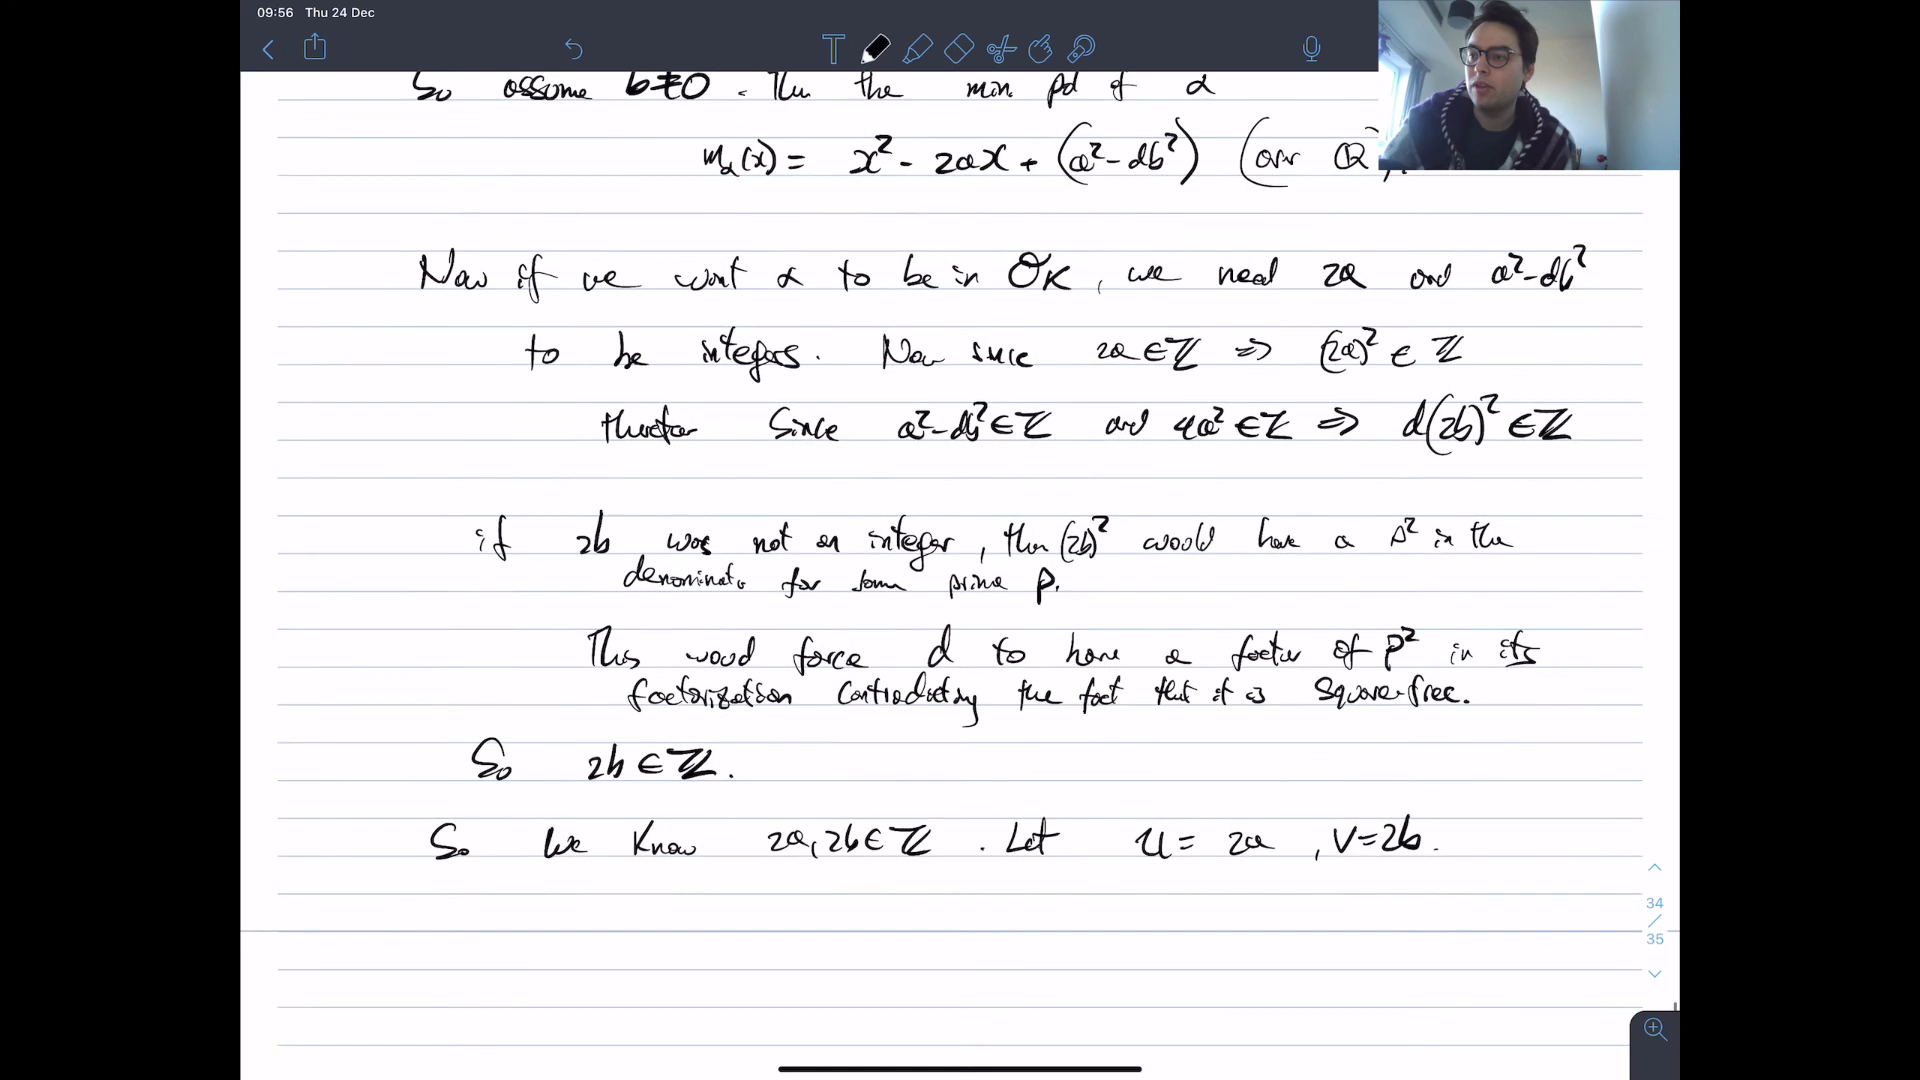 09:56 Thu 24 Dec
T
So assume b≠0. Then the min. pol of α
m_α(x) = x² - 2ax + (a² - db²) (over Q).
Now if we want α to be in O_K, we need 2a and a²-db²
to be integers. Now since 2a ∈ ℤ ⇒ (2a)² ∈ ℤ
therefor since a²-db² ∈ ℤ and 4a² ∈ ℤ ⇒ d(2b)² ∈ ℤ
if 2b was not an integer, then (2b)² would have a p² in the
denominator for some prime p.
This would force d to have a factor of p² in its
factorization contradicting the fact that it is square-free.
So 2b ∈ ℤ.
So we know 2a, 2b ∈ ℤ. Let u = 2a, v = 2b.
34
/
35